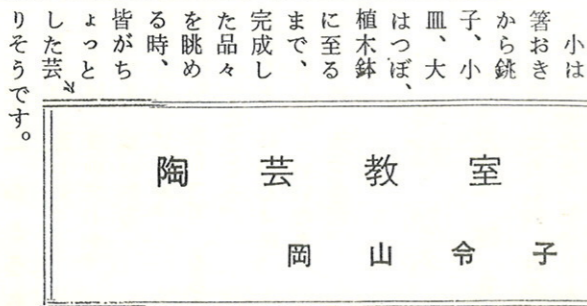 陶芸教室
岡山令子
小は
箸おき
から銚
子、小
皿、大
はつぼ、
植木鉢
に至る
まで、
完成し
た品々
を眺め
る時、
皆がち
ょっと
した芸
りそうです。